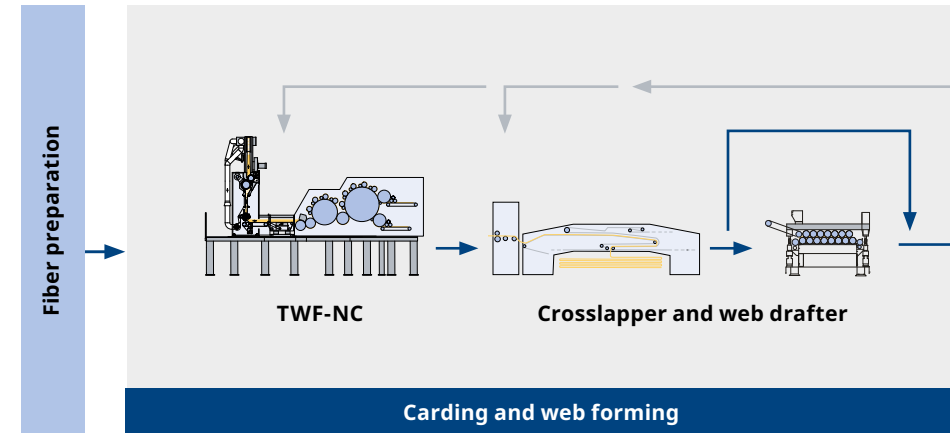 Fiber preparation
TWF-NC
Crosslapper and web drafter
Carding and web forming